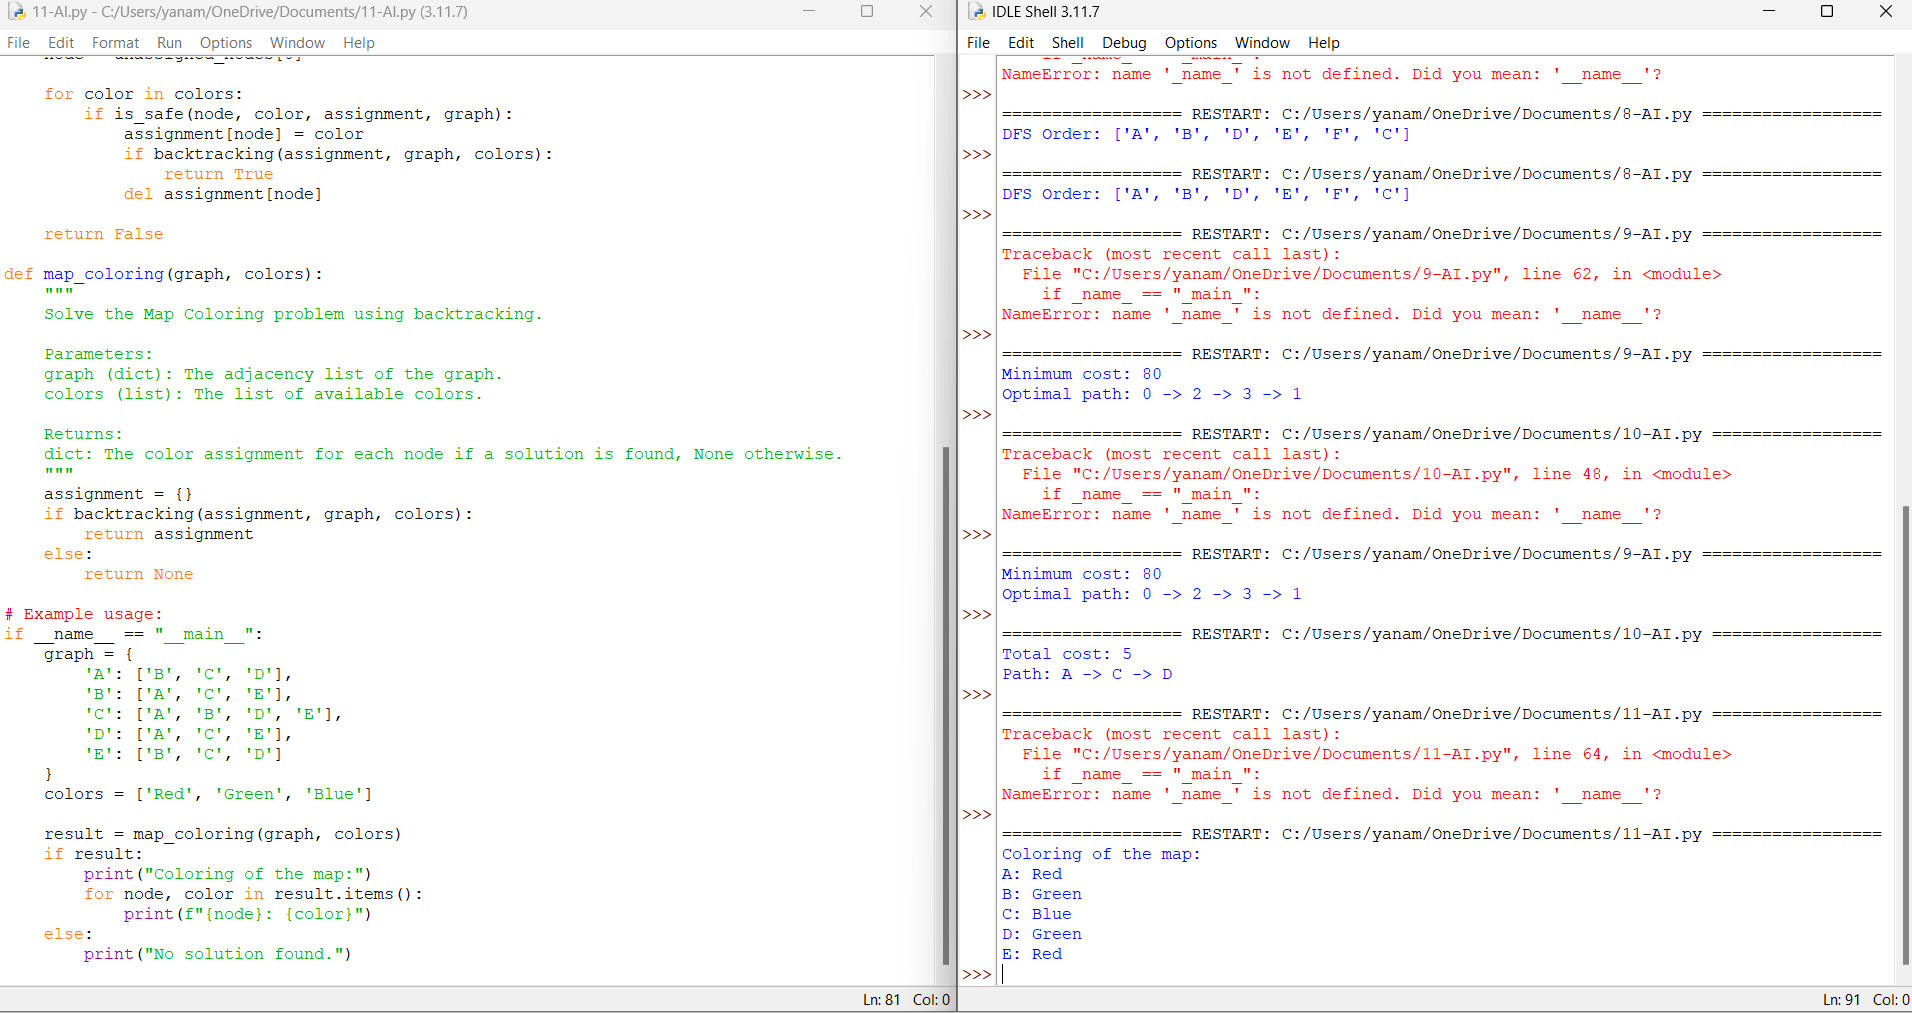 11-AI.py - C:/Users/yanam/OneDrive/Documents/11-AI.py (3.11.7)
File Edit Format Run Options Window Help
node = unassigned_nodes[0]
for color in colors:
if is_safe(node, color, assignment, graph):
assignment[node] = color
if backtracking(assignment, graph, colors):
return True
del assignment[node]
return False
def map_coloring(graph, colors):
"""
Solve the Map Coloring problem using backtracking.
Parameters:
graph (dict): The adjacency list of the graph.
colors (list): The list of available colors.
Returns:
dict: The color assignment for each node if a solution is found, None otherwise.
"""
assignment = {}
if backtracking(assignment, graph, colors):
return assignment
else:
return None
# Example usage:
if __name__ == "__main__":
graph = {
'A': ['B', 'C', 'D'],
'B': ['A', 'C', 'E'],
'C': ['A', 'B', 'D', 'E'],
'D': ['A', 'C', 'E'],
'E': ['B', 'C', 'D']
}
colors = ['Red', 'Green', 'Blue']
result = map_coloring(graph, colors)
if result:
print("Coloring of the map:")
for node, color in result.items():
print(f"{node}: {color}")
else:
print("No solution found.")
Ln: 81 Col: 0
IDLE Shell 3.11.7
File Edit Shell Debug Options Window Help
if _name_ == "_main_":
NameError: name '_name_' is not defined. Did you mean: '__name__'?
>>>
================== RESTART: C:/Users/yanam/OneDrive/Documents/8-AI.py ==================
DFS Order: ['A', 'B', 'D', 'E', 'F', 'C']
>>>
================== RESTART: C:/Users/yanam/OneDrive/Documents/8-AI.py ==================
DFS Order: ['A', 'B', 'D', 'E', 'F', 'C']
>>>
================== RESTART: C:/Users/yanam/OneDrive/Documents/9-AI.py ==================
Traceback (most recent call last):
File "C:/Users/yanam/OneDrive/Documents/9-AI.py", line 62, in <module>
if _name_ == "_main_":
NameError: name '_name_' is not defined. Did you mean: '__name__'?
>>>
================== RESTART: C:/Users/yanam/OneDrive/Documents/9-AI.py ==================
Minimum cost: 80
Optimal path: 0 -> 2 -> 3 -> 1
>>>
================== RESTART: C:/Users/yanam/OneDrive/Documents/10-AI.py =================
Traceback (most recent call last):
File "C:/Users/yanam/OneDrive/Documents/10-AI.py", line 48, in <module>
if _name_ == "_main_":
NameError: name '_name_' is not defined. Did you mean: '__name__'?
>>>
================== RESTART: C:/Users/yanam/OneDrive/Documents/9-AI.py ==================
Minimum cost: 80
Optimal path: 0 -> 2 -> 3 -> 1
>>>
================== RESTART: C:/Users/yanam/OneDrive/Documents/10-AI.py =================
Total cost: 5
Path: A -> C -> D
>>>
================== RESTART: C:/Users/yanam/OneDrive/Documents/11-AI.py =================
Traceback (most recent call last):
File "C:/Users/yanam/OneDrive/Documents/11-AI.py", line 64, in <module>
if _name_ == "_main_":
NameError: name '_name_' is not defined. Did you mean: '__name__'?
>>>
================== RESTART: C:/Users/yanam/OneDrive/Documents/11-AI.py =================
Coloring of the map:
A: Red
B: Green
C: Blue
D: Green
E: Red
>>>
Ln: 91 Col: 0